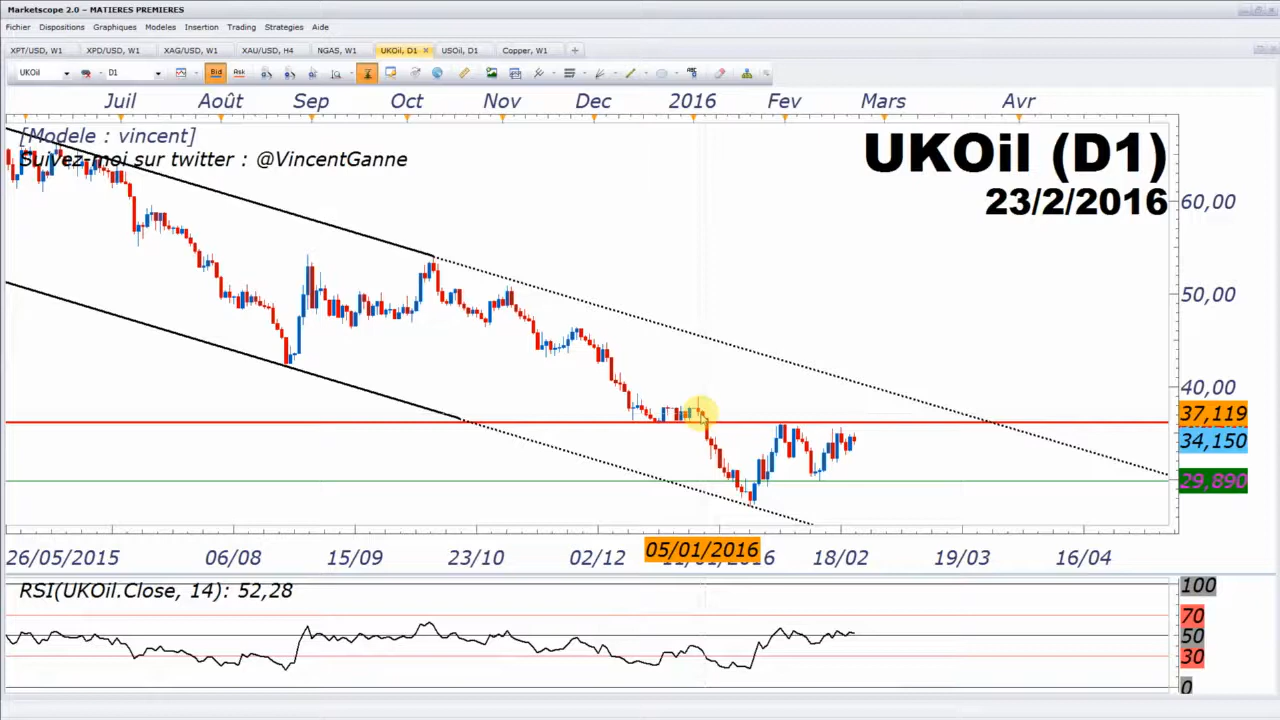 Marketscope 2.0 – MATIERES PREMIERES
Fichier Dispositions Graphiques Modeles Insertion Trading Strategies Aide
XPT/USD, W1 XPD/USD, W1 XAG/USD, W1 XAU/USD, H4 NGAS, W1 UKOil, D1 USOil, D1 Copper, W1
UKOil D1 Bid Ask
Juil Août Sep Oct Nov Dec 2016 Fev Mars Avr
[Modele : vincent]
Suivez-moi sur twitter : @VincentGanne
UKOil (D1)
23/2/2016
60,00
50,00
40,00
37,119
34,150
29,890
26/05/2015 06/08 15/09 23/10 02/12 05/01/2016 18/02 19/03 16/04
RSI(UKOil.Close, 14): 52,28
100
70
50
30
0